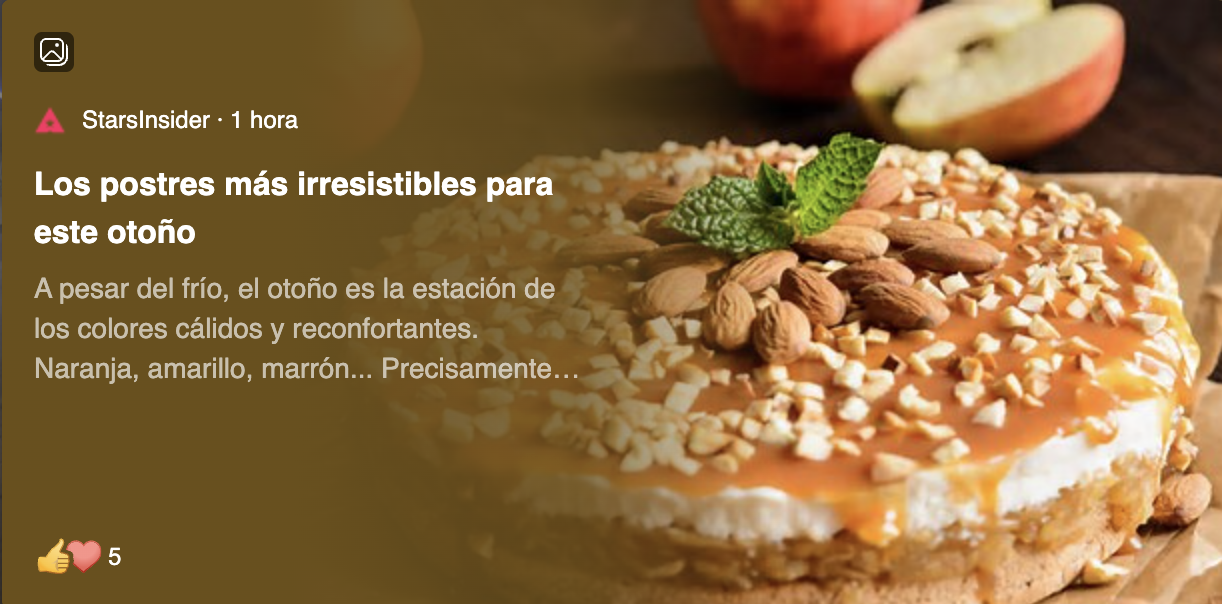 StarsInsider · 1 hora
Los postres más irresistibles para
este otoño
A pesar del frío, el otoño es la estación de
los colores cálidos y reconfortantes.
Naranja, amarillo, marrón... Precisamente...
5